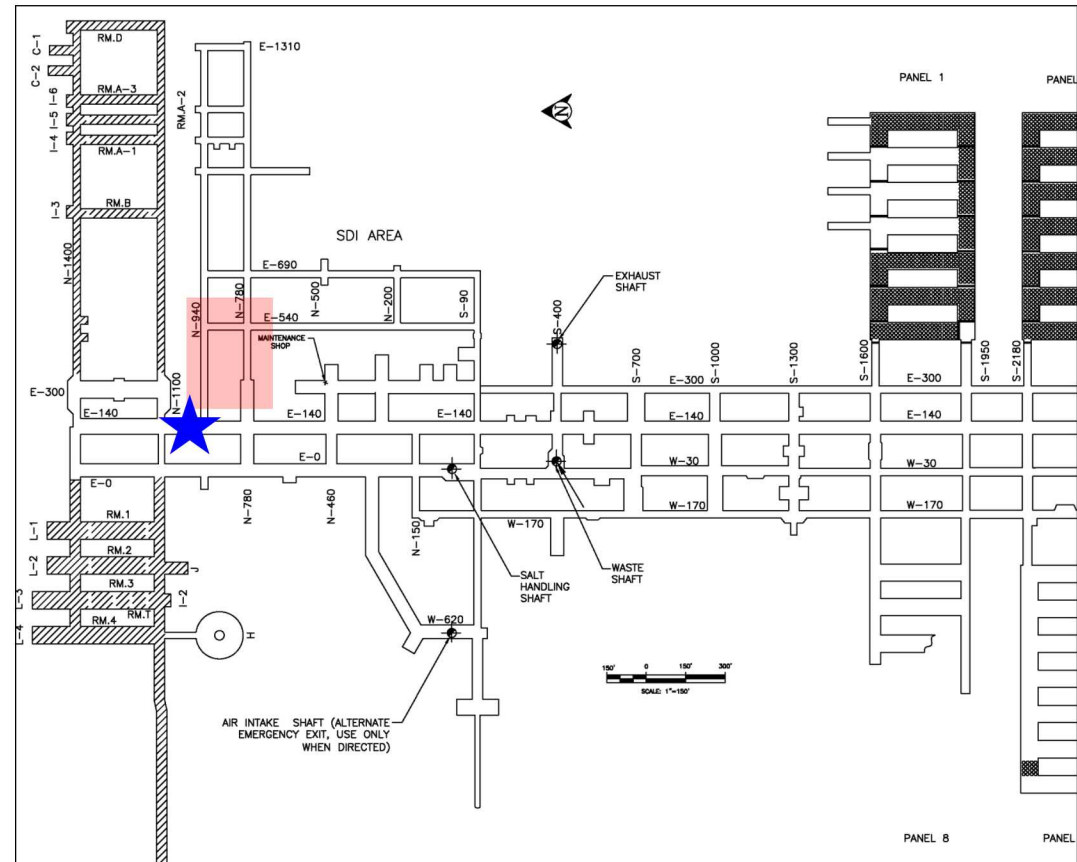 RM.D
C-1
C-2
RM.A-3
I-6
I-5
I-4
RM.A-1
RM.B
I-3
N-1400
E-1310
RM.A-2
N
SDI AREA
E-690
N-940
N-780
N-500
N-200
S-90
E-540
MAINTENANCE
SHOP
EXHAUST
SHAFT
S-400
PANEL 1
PANEL
E-300
N-1100
E-140
E-140
E-140
E-0
E-0
S-700
S-1000
S-1300
S-1600
S-1950
S-2180
E-300
E-300
E-140
E-140
W-30
W-30
W-170
W-170
W-170
N-780
N-460
N-150
RM.1
L-1
RM.2
L-2
J
RM.3
L-3
I-2
RM.T
RM.4
L-4
H
SALT
HANDLING
SHAFT
WASTE
SHAFT
W-620
AIR INTAKE SHAFT (ALTERNATE
EMERGENCY EXIT, USE ONLY
WHEN DIRECTED)
150' 0 150' 300'
SCALE: 1"=150'
PANEL 8
PANEL